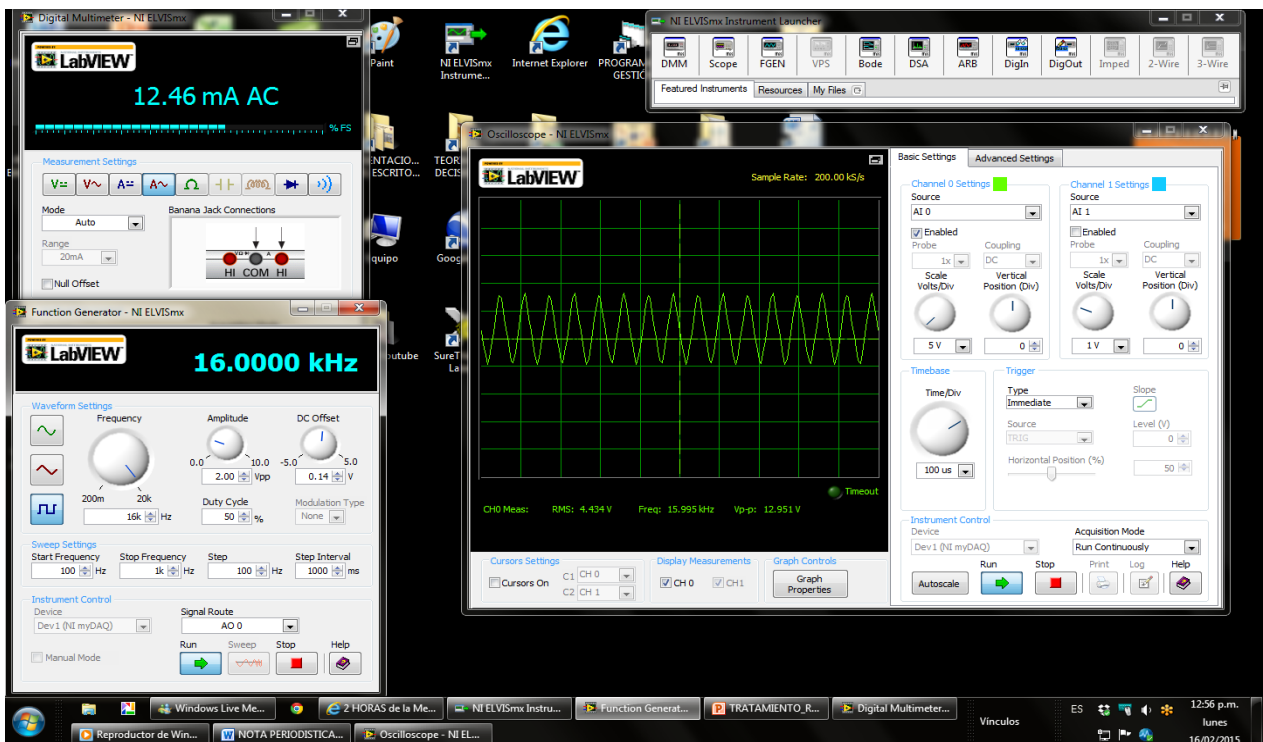 Digital Multimeter - NI ELVISmx
LabVIEW
12.46 mA AC
% FS
Measurement Settings
Mode
Auto
Banana Jack Connections
Range
20mA
HI COM HI
Null Offset
Paint
NI ELVISmx Instrume...
Internet Explorer
NI ELVISmx Instrument Launcher
DMM
Scope
FGEN
VPS
Bode
DSA
ARB
DigIn
DigOut
Imped
2-Wire
3-Wire
Featured Instruments
Resources
My Files
Function Generator - NI ELVISmx
LabVIEW
16.0000 kHz
Waveform Settings
Frequency
200m 20k
16k Hz
Amplitude
0.0 10.0
2.00 Vpp
DC Offset
-5.0 5.0
0.14 V
Duty Cycle
50 %
Modulation Type
None
Sweep Settings
Start Frequency
100 Hz
Stop Frequency
1k Hz
Step
100 Hz
Step Interval
1000 ms
Instrument Control
Device
Dev1 (NI myDAQ)
Signal Route
AO 0
Manual Mode
Run
Sweep
Stop
Help
Oscilloscope - NI ELVISmx
LabVIEW
Sample Rate: 200.00 kS/s
Timeout
CH0 Meas: RMS: 4.434 V Freq: 15.995 kHz Vp-p: 12.951 V
Cursors Settings
Cursors On
C1 CH 0
C2 CH 1
Display Measurements
CH 0
CH1
Graph Controls
Graph Properties
Basic Settings
Advanced Settings
Channel 0 Settings
Source
AI 0
Enabled
Probe
1x
Coupling
DC
Scale Volts/Div
5 V
Vertical Position (Div)
0
Channel 1 Settings
Source
AI 1
Enabled
Probe
1x
Coupling
DC
Scale Volts/Div
1 V
Vertical Position (Div)
0
Timebase
Time/Div
100 us
Trigger
Type
Immediate
Slope
Source
TRIG
Level (V)
0
Horizontal Position (%)
50
Instrument Control
Device
Dev1 (NI myDAQ)
Acquisition Mode
Run Continuously
Autoscale
Run
Stop
Print
Log
Help
Windows Live Me...
2 HORAS de la Me...
NI ELVISmx Instru...
Function Generat...
TRATAMIENTO_R...
Digital Multimeter...
Reproductor de Win...
NOTA PERIODISTICA...
Oscilloscope - NI EL...
Vínculos
ES
12:56 p.m.
lunes
16/02/2015